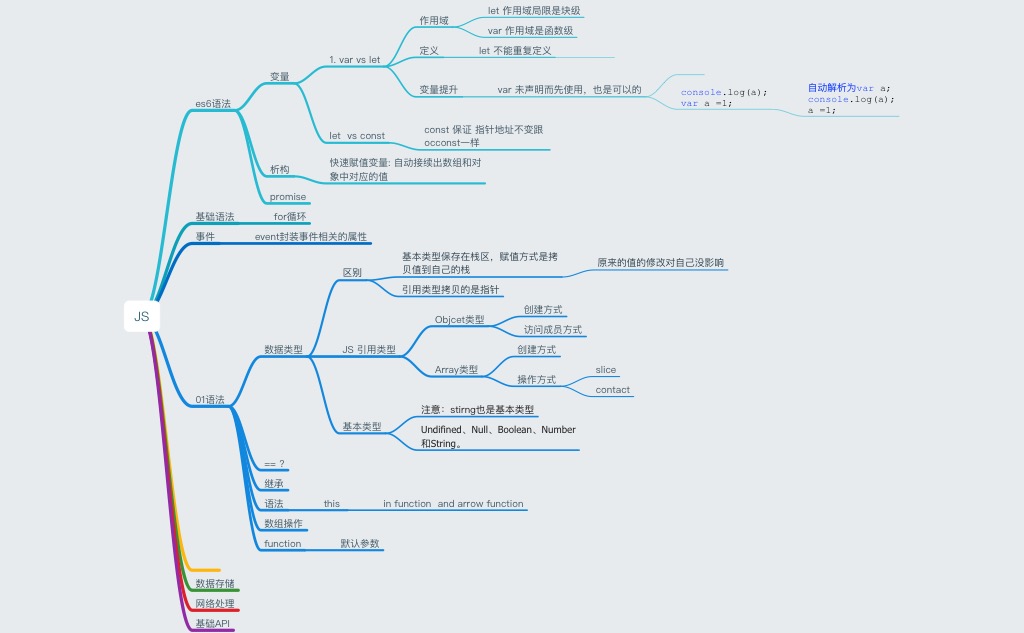 JS
es6语法
变量
1. var vs let
作用域
let 作用域局限是块级
var 作用域是函数级
定义
let 不能重复定义
变量提升
var 未声明而先使用，也是可以的
console.log(a);
var a =1;
自动解析为var a;
console.log(a);
a =1;
let vs const
const 保证 指针地址不变跟
occonst一样
析构
快速赋值变量: 自动接续出数组和对
象中对应的值
promise
基础语法
for循环
事件
event封装事件相关的属性
01语法
数据类型
区别
基本类型保存在栈区，赋值方式是拷
贝值到自己的栈
原来的值的修改对自己没影响
引用类型拷贝的是指针
JS 引用类型
Objcet类型
创建方式
访问成员方式
Array类型
创建方式
操作方式
slice
contact
基本类型
注意：stirng也是基本类型
Undifined、Null、Boolean、Number
和String。
== ?
继承
语法
this
in function and arrow function
数组操作
function
默认参数
数据存储
网络处理
基础API